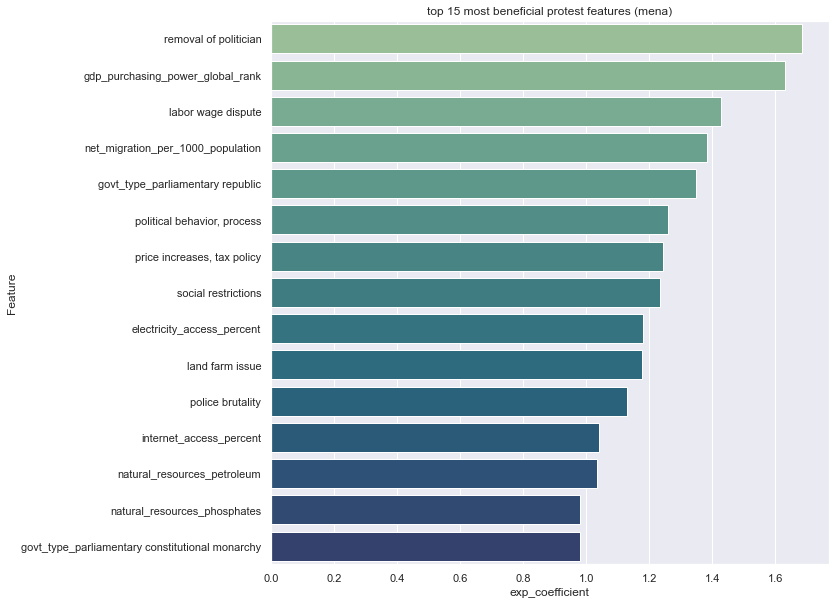 top 15 most beneficial protest features (mena)
removal of politician
gdp_purchasing_power_global_rank
labor wage dispute
net_migration_per_1000_population
govt_type_parliamentary republic
political behavior, process
price increases, tax policy
social restrictions
electricity_access_percent
land farm issue
police brutality
internet_access_percent
natural_resources_petroleum
natural_resources_phosphates
govt_type_parliamentary constitutional monarchy
Feature
0.0 0.2 0.4 0.6 0.8 1.0 1.2 1.4 1.6
exp_coefficient